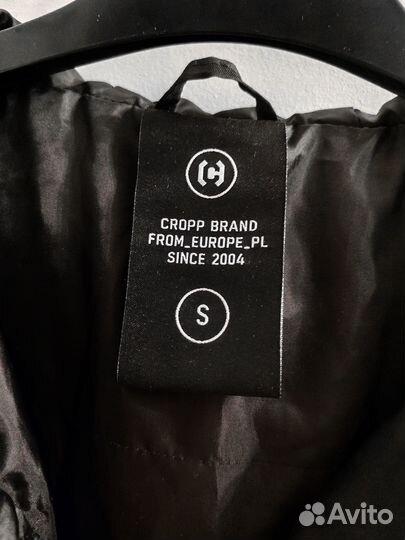 [C]
CROPP BRAND
FROM_EUROPE_PL
SINCE 2004
S
Avito